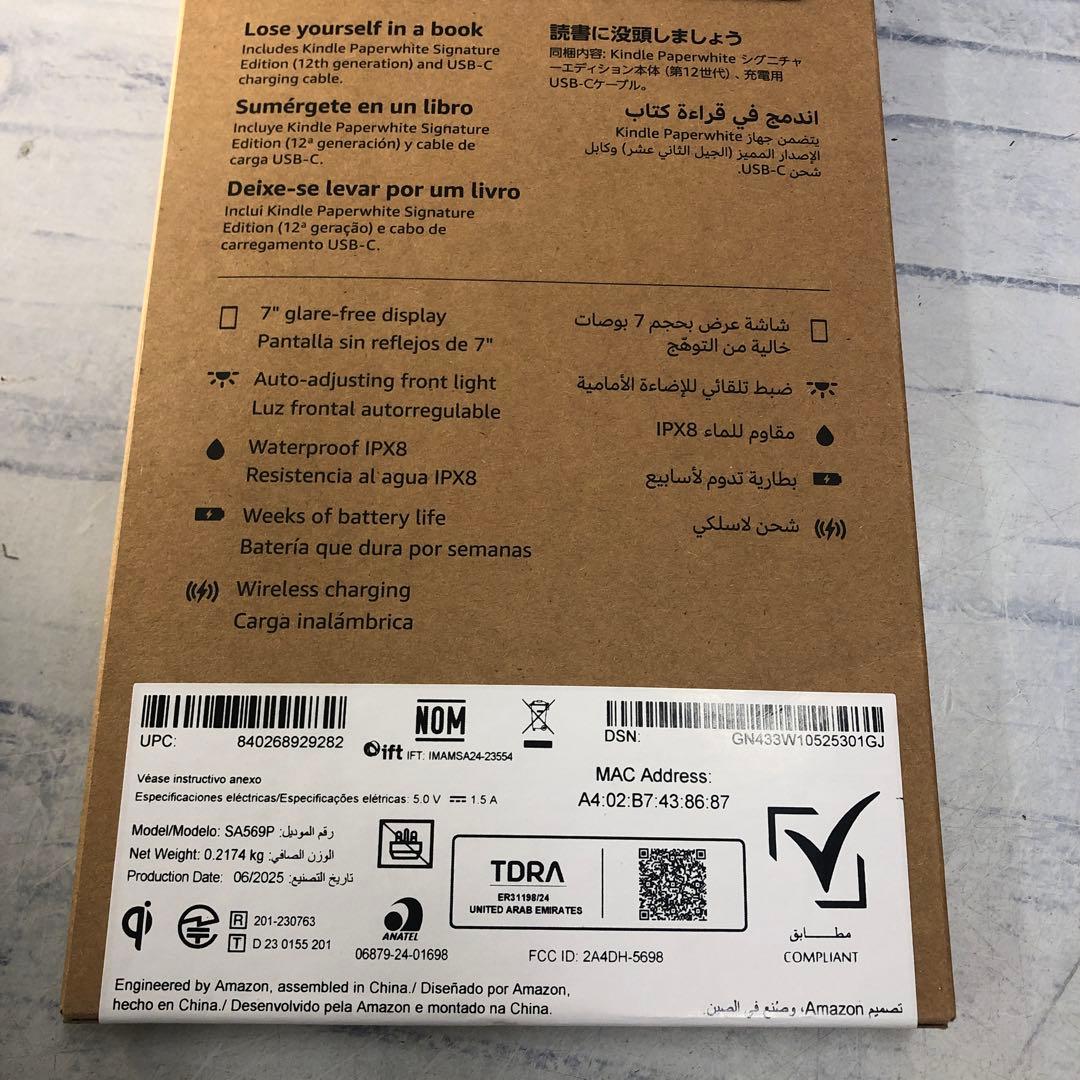 Lose yourself in a book
Includes Kindle Paperwhite Signature
Edition (12th generation) and USB-C
charging cable.
Sumérgete en un libro
Incluye Kindle Paperwhite Signature
Edition (12ª generación) y cable de
carga USB-C.
Deixe-se levar por um livro
Inclui Kindle Paperwhite Signature
Edition (12ª geração) e cabo de
carregamento USB-C.
読書に没頭しましょう
同梱内容: Kindle Paperwhite シグニチャ
ーエディション本体 (第12世代) 、充電用
USB-Cケーブル。
اندمج في قراءة كتاب
يتضمن جهاز Kindle Paperwhite
الإصدار المميز (الجيل الثاني عشر) وكابل
شحن USB-C.
7" glare-free display
Pantalla sin reflejos de 7"
Auto-adjusting front light
Luz frontal autorregulable
Waterproof IPX8
Resistencia al agua IPX8
Weeks of battery life
Batería que dura por semanas
Wireless charging
Carga inalámbrica
شاشة عرض بحجم 7 بوصات
خالية من التوهّج
ضبط تلقائي للإضاءة الأمامية
مقاوم للماء IPX8
بطارية تدوم لأسابيع
شحن لاسلكي
UPC: 840268929282
NOM
ift IFT: IMAMSA24-23554
DSN: GN433W10525301GJ
Véase instructivo anexo
Especificaciones eléctricas/Especificações elétricas: 5.0 V ⎓ 1.5 A
MAC Address:
A4:02:B7:43:86:87
Model/Modelo: SA569P رقم الموديل:
Net Weight: 0.2174 kg الوزن الصافي:
Production Date: 06/2025 تاريخ التصنيع:
TDRA
ER31198/24
UNITED ARAB EMIRATES
qi
R 201-230763
T D 23 0155 201
ANATEL
06879-24-01698
FCC ID: 2A4DH-5698
مطابق
COMPLIANT
Engineered by Amazon, assembled in China./ Diseñado por Amazon,
hecho en China./ Desenvolvido pela Amazon e montado na China.
تصميم Amazon، وصُنع في الصين.